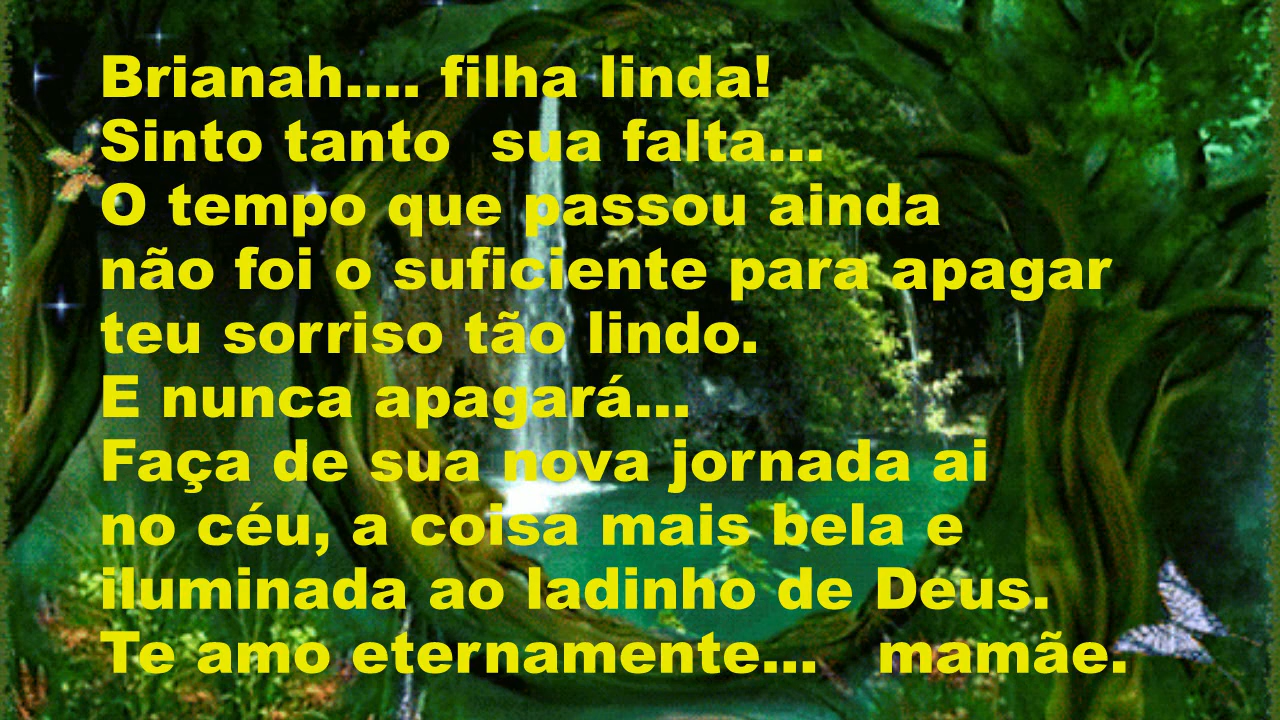 Brianah.... filha linda!
Sinto tanto  sua falta...
O tempo que passou ainda
não foi o suficiente para apagar
teu sorriso tão lindo.
E nunca apagará...
Faça de sua nova jornada ai
no céu, a coisa mais bela e
iluminada ao ladinho de Deus.
Te amo eternamente...   mamãe.